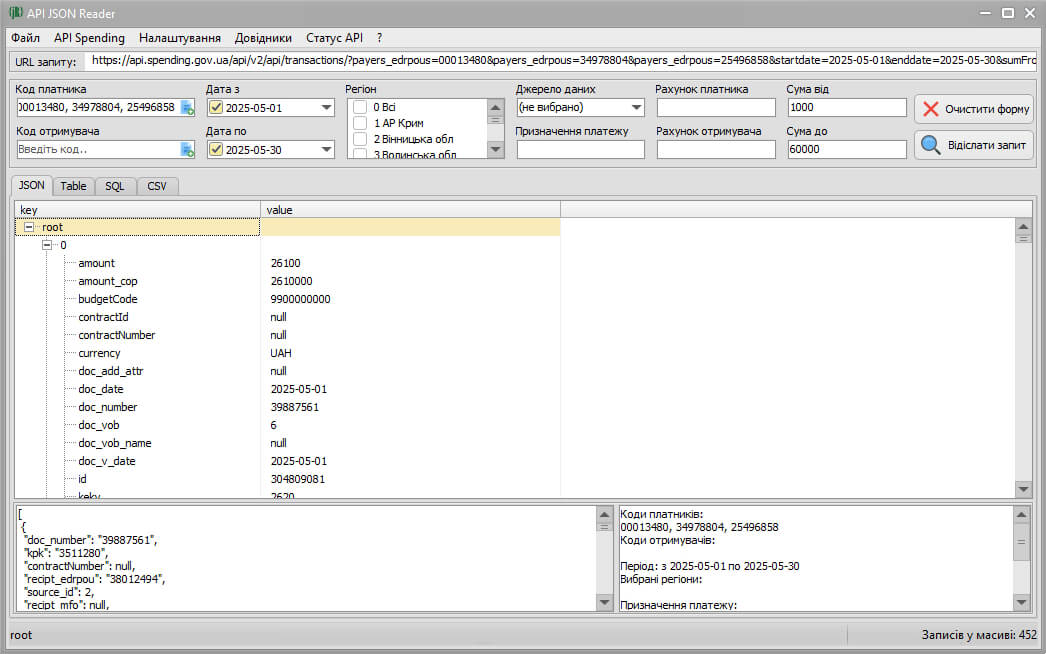 API JSON Reader
Файл API Spending Налаштування Довідники Статус API ?
URL запиту: https://api.spending.gov.ua/api/v2/api/transactions/?payers_edrpous=00013480&payers_edrpous=34978804&payers_edrpous=25496858&startdate=2025-05-01&enddate=2025-05-30&sumFro
Код платника Дата з Регіон Джерело даних Рахунок платника Сума від
00013480, 34978804, 25496858 2025-05-01 0 Всі (не вибрано) 1000 Очистити форму
1 АР Крим
Код отримувача Дата по 2 Вінницька обл Призначення платежу Рахунок отримувача Сума до
Введіть код.. 2025-05-30 3 Волинська обл 60000 Відіслати запит
JSON Table SQL CSV
key value
root
0
amount 26100
amount_cop 2610000
budgetCode 9900000000
contractId null
contractNumber null
currency UAH
doc_add_attr null
doc_date 2025-05-01
doc_number 39887561
doc_vob 6
doc_vob_name null
doc_v_date 2025-05-01
id 304809081
kekv 2620
[
{
"doc_number": "39887561",
"kpk": "3511280",
"contractNumber": null,
"recipt_edrpou": "38012494",
"source_id": 2,
"recipt_mfo": null,
Коди платників:
00013480, 34978804, 25496858
Коди отримувачів:
Період: з 2025-05-01 по 2025-05-30
Вибрані регіони:
Призначення платежу:
root Записів у масиві: 452